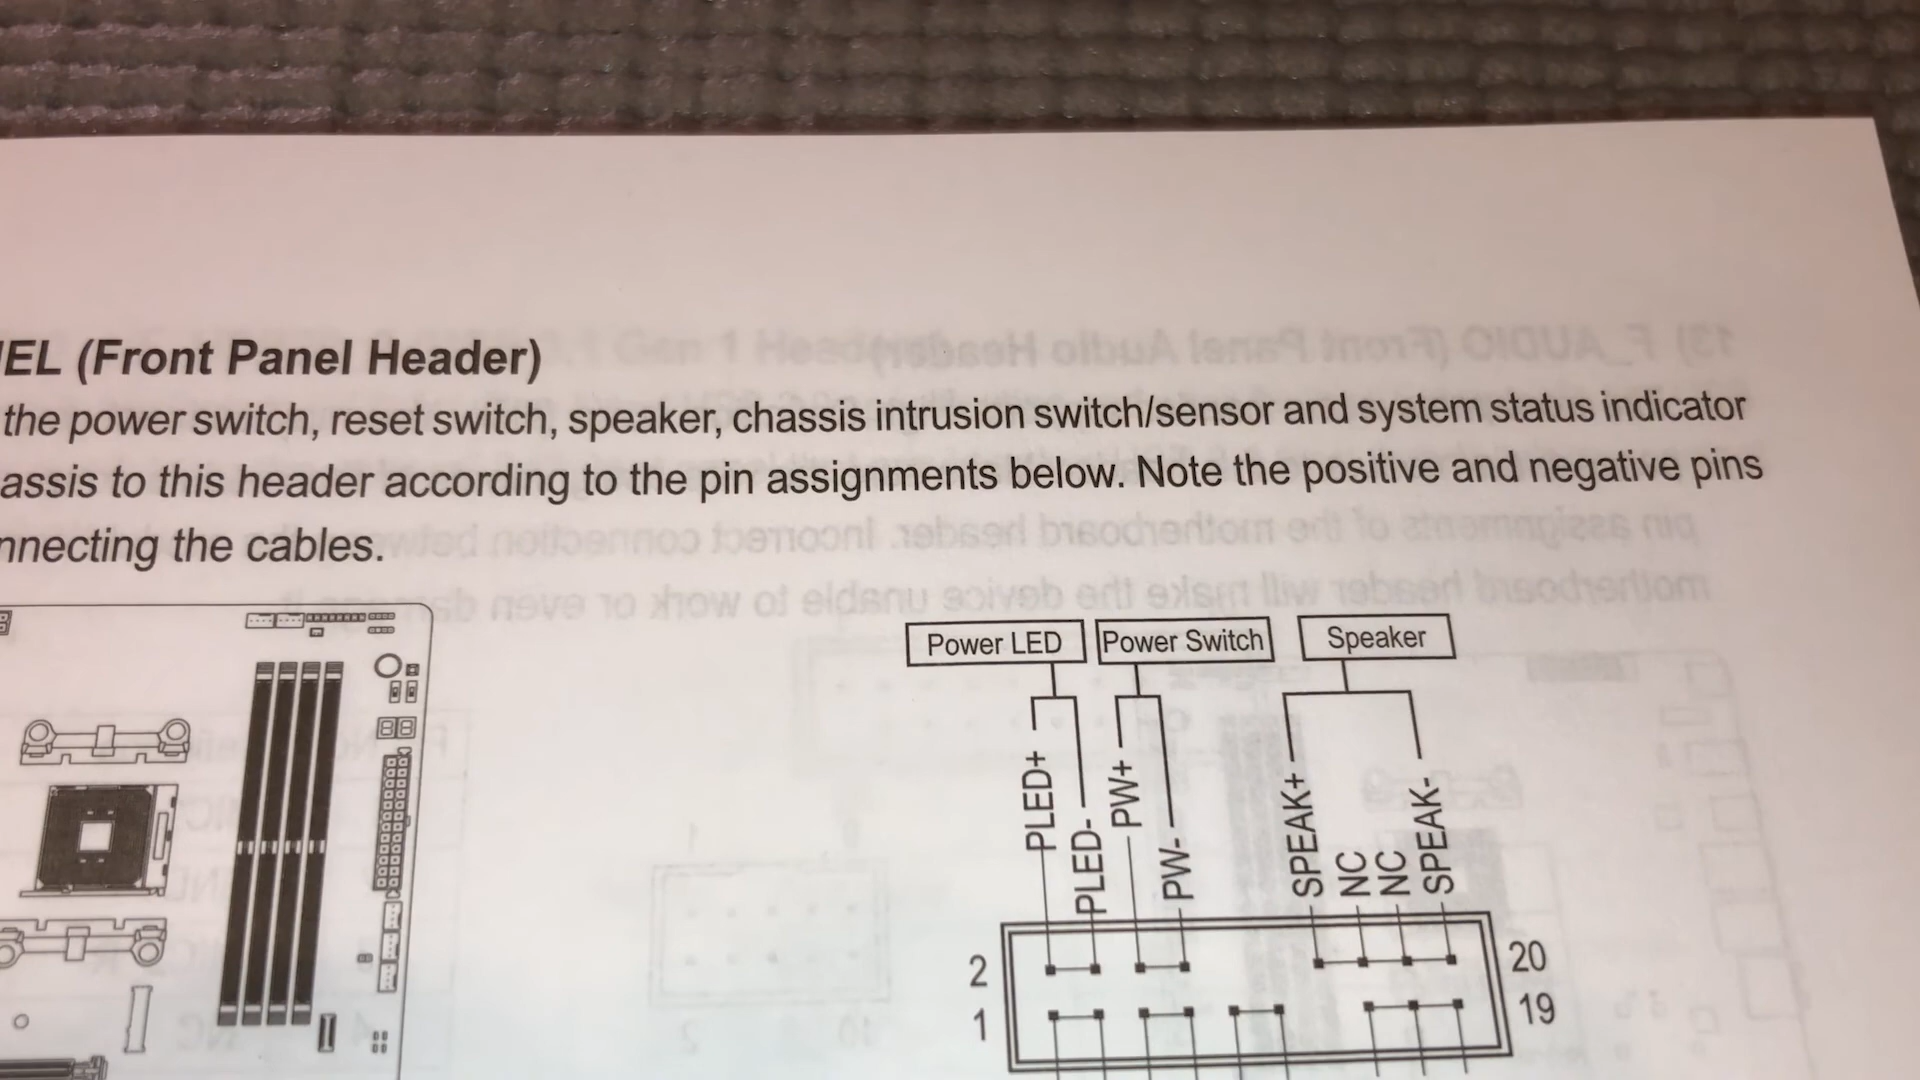 EL (Front Panel Header)
the power switch, reset switch, speaker, chassis intrusion switch/sensor and system status indicator
assis to this header according to the pin assignments below. Note the positive and negative pins
nnecting the cables.
Power LED
Power Switch
Speaker
PLED+
PLED-
PW+
PW-
SPEAK+
NC
NC
SPEAK-
2
20
1
19